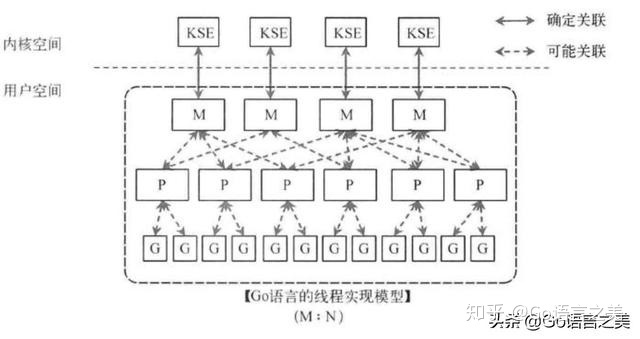 内核空间
KSE KSE KSE KSE
确定关联
可能关联
用户空间
M M M M
P P P P P P
G G G G G G G G G G G G
【Go语言的线程实现模型】
(M:N)
知乎 @Go语言之美
头条 @Go语言之美